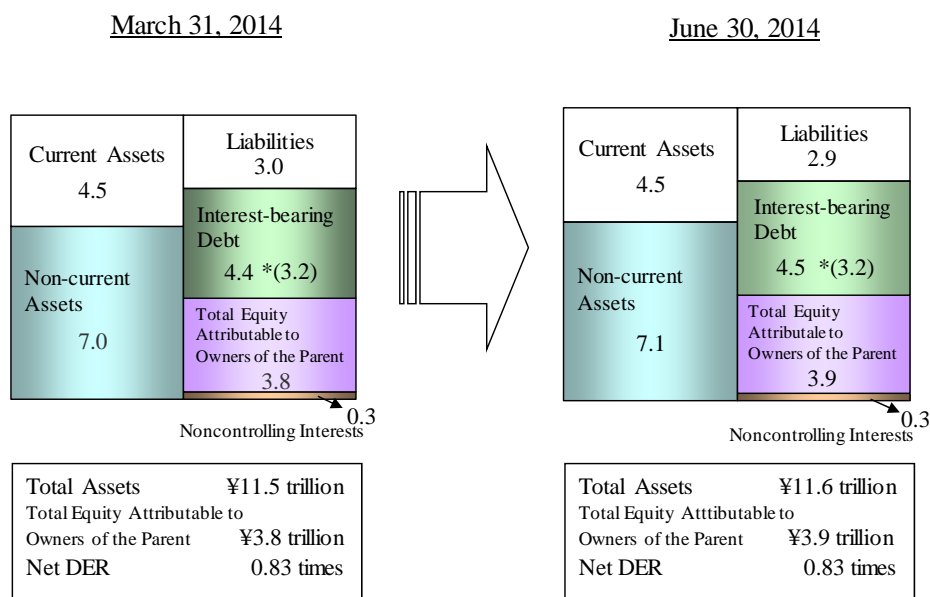 March 31, 2014
Current Assets
4.5
Non-current
Assets
7.0
Liabilities
3.0
Interest-bearing
Debt
4.4 *(3.2)
Total Equity
Attributable to
Owners of the Parent
3.8
0.3
Noncontrolling Interests
Total Assets ¥11.5 trillion
Total Equity Attributable to
Owners of the Parent ¥3.8 trillion
Net DER 0.83 times
June 30, 2014
Current Assets
4.5
Non-current
Assets
7.1
Liabilities
2.9
Interest-bearing
Debt
4.5 *(3.2)
Total Equity
Attributale to
Owners of the Parent
3.9
0.3
Noncontrolling Interests
Total Assets ¥11.6 trillion
Total Equity Atttibutable to
Owners of the Parent ¥3.9 trillion
Net DER 0.83 times